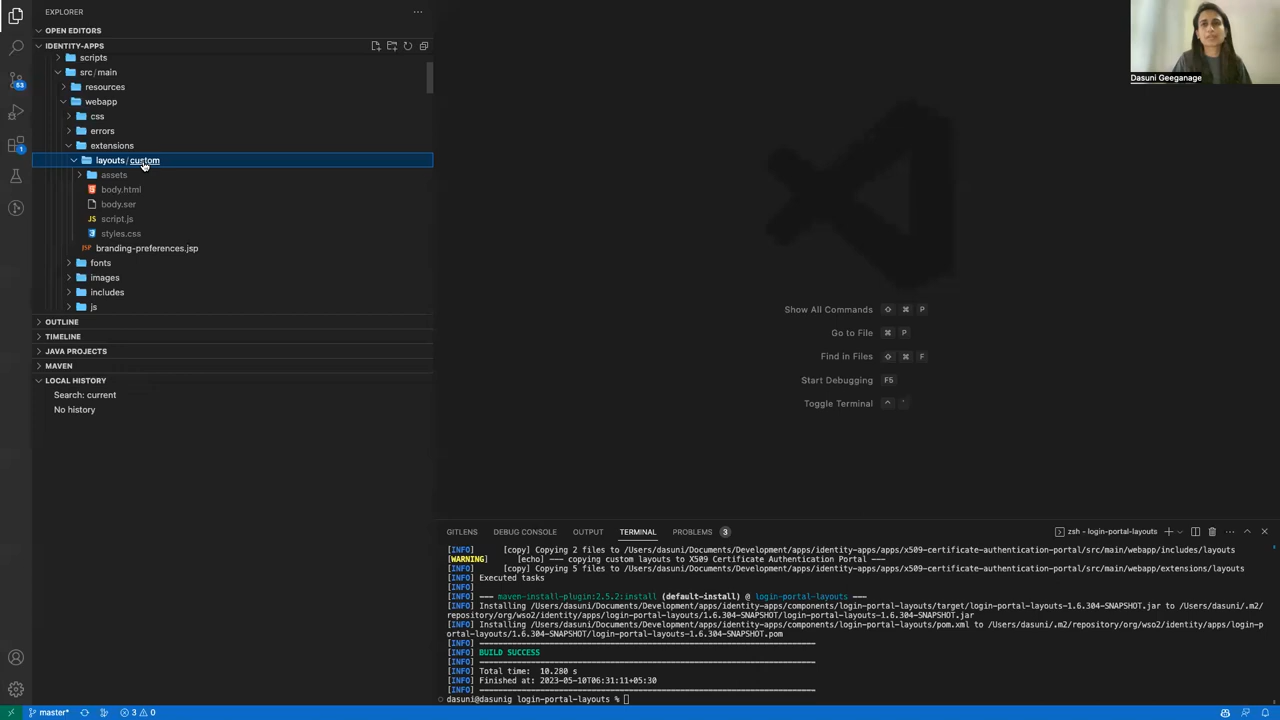 EXPLORER
OPEN EDITORS
IDENTITY-APPS
scripts
src/main
resources
webapp
css
errors
extensions
layouts/custom
assets
body.html
body.ser
JS script.js
styles.css
JSP branding-preferences.jsp
fonts
images
includes
js
OUTLINE
TIMELINE
JAVA PROJECTS
MAVEN
LOCAL HISTORY
Search: current
No history
63
1
Dasuni Geeganage
Show All Commands ⇧ ⌘ P
Go to File ⌘ P
Find in Files ⇧ ⌘ F
Start Debugging F5
Toggle Terminal ⌃ `
GITLENS DEBUG CONSOLE OUTPUT TERMINAL PROBLEMS 3 zsh - login-portal-layouts
[INFO] [copy] Copying 2 files to /Users/dasuni/Documents/Development/apps/identity-apps/apps/x509-certificate-authentication-portal/src/main/webapp/includes/layouts
[WARNING] [echo] --- copying custom layouts to X509 Certificate Authentication Portal ---
[INFO] [copy] Copying 5 files to /Users/dasuni/Documents/Development/apps/identity-apps/apps/x509-certificate-authentication-portal/src/main/webapp/extensions/layouts
[INFO] Executed tasks
[INFO]
[INFO] --- maven-install-plugin:2.5.2:install (default-install) @ login-portal-layouts ---
[INFO] Installing /Users/dasuni/Documents/Development/apps/identity-apps/components/login-portal-layouts/target/login-portal-layouts-1.6.304-SNAPSHOT.jar to /Users/dasuni/.m2/
repository/org/wso2/identity/apps/login-portal-layouts/1.6.304-SNAPSHOT/login-portal-layouts-1.6.304-SNAPSHOT.jar
[INFO] Installing /Users/dasuni/Documents/Development/apps/identity-apps/components/login-portal-layouts/pom.xml to /Users/dasuni/.m2/repository/org/wso2/identity/apps/login-p
ortal-layouts/1.6.304-SNAPSHOT/login-portal-layouts-1.6.304-SNAPSHOT.pom
[INFO]
[INFO] BUILD SUCCESS
[INFO]
[INFO] Total time: 10.280 s
[INFO] Finished at: 2023-05-10T06:31:11+05:30
[INFO]
dasuni@dasunig login-portal-layouts %
master* 3 0